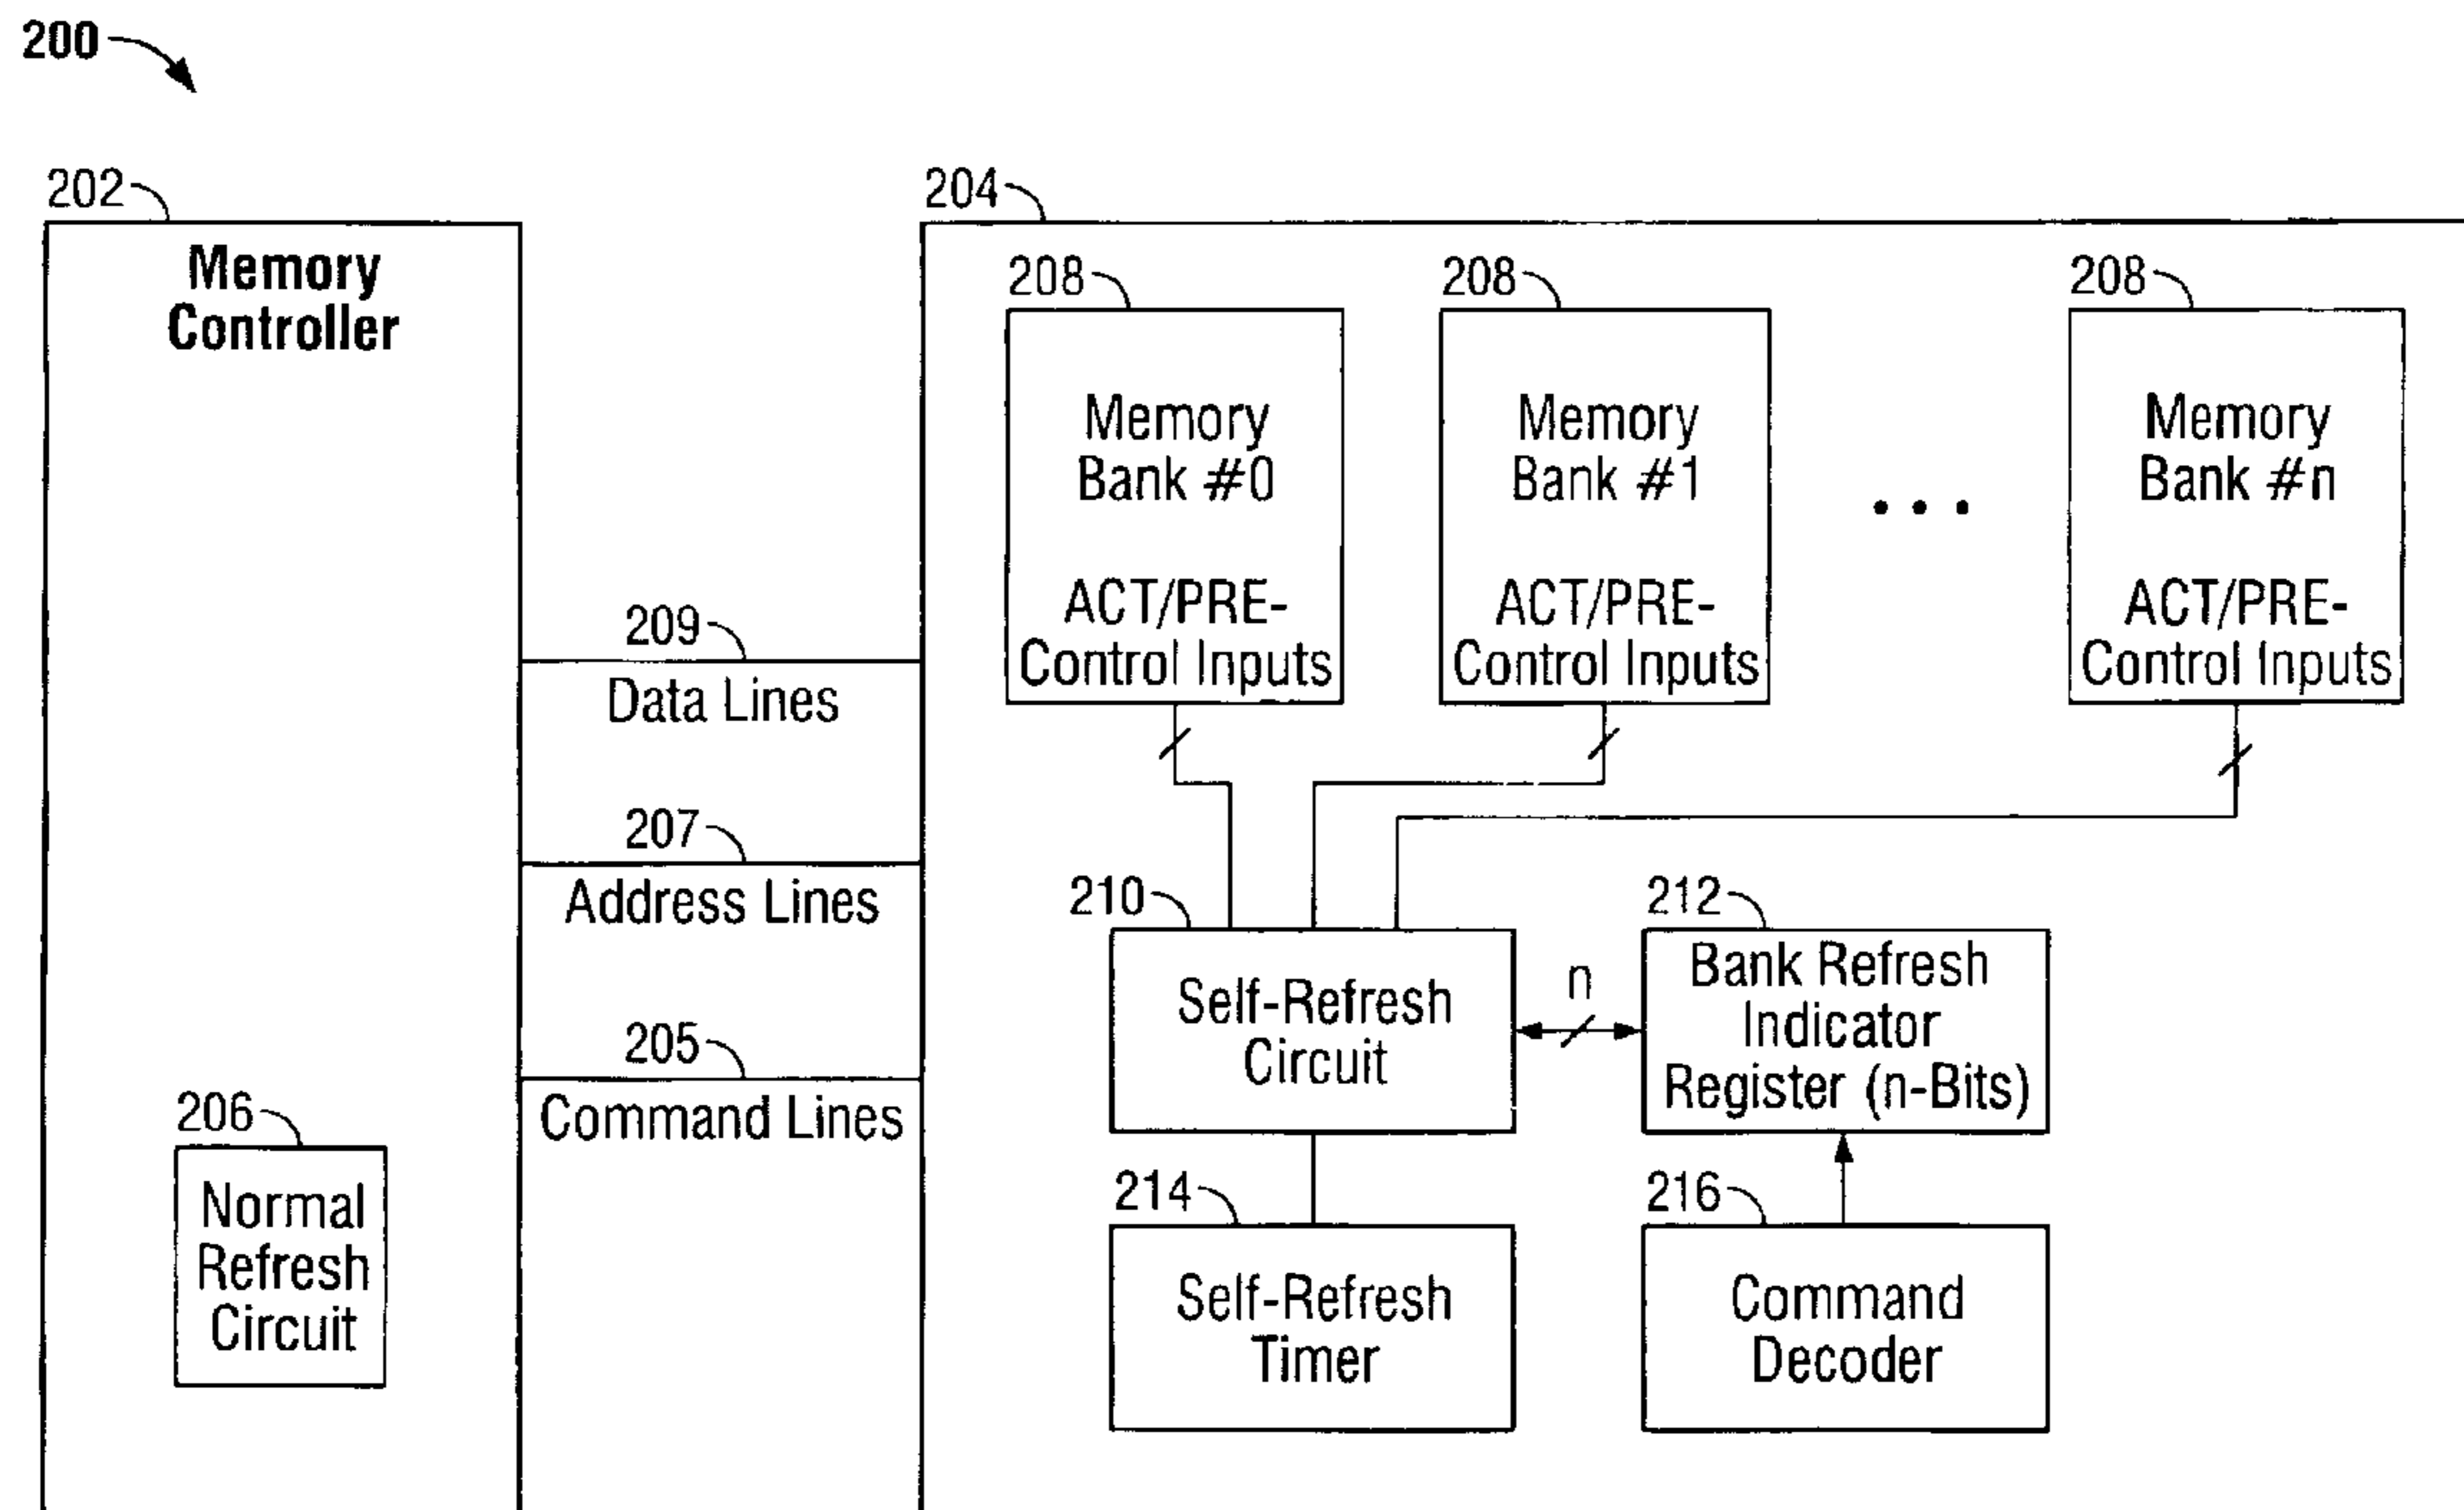 200
202
Memory
Controller
204
208
Memory
Bank #0
ACT/PRE-
Control Inputs
208
Memory
Bank #1
ACT/PRE-
Control Inputs
208
Memory
Bank #n
ACT/PRE-
Control Inputs
209
Data Lines
207
Address Lines
205
Command Lines
206
Normal
Refresh
Circuit
210
Self-Refresh
Circuit
n
212
Bank Refresh
Indicator
Register (n-Bits)
214
Self-Refresh
Timer
216
Command
Decoder